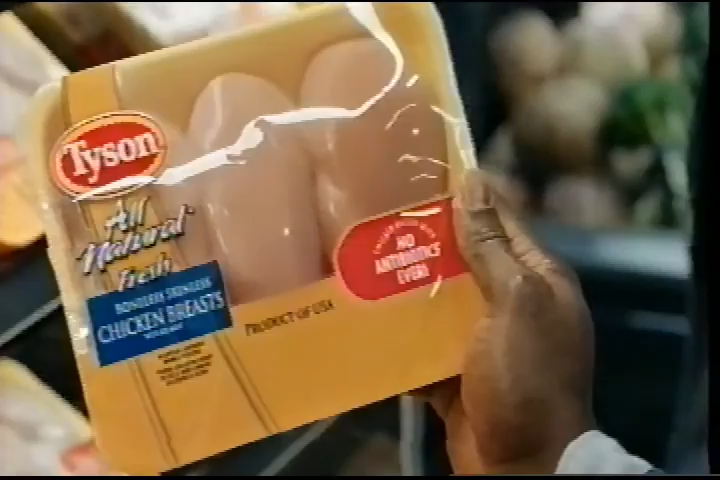 Tyson
All
Natural
Fresh
BONELESS SKINLESS
CHICKEN BREASTS
PRODUCT OF USA
NO
ANTIBIOTICS
EVER!